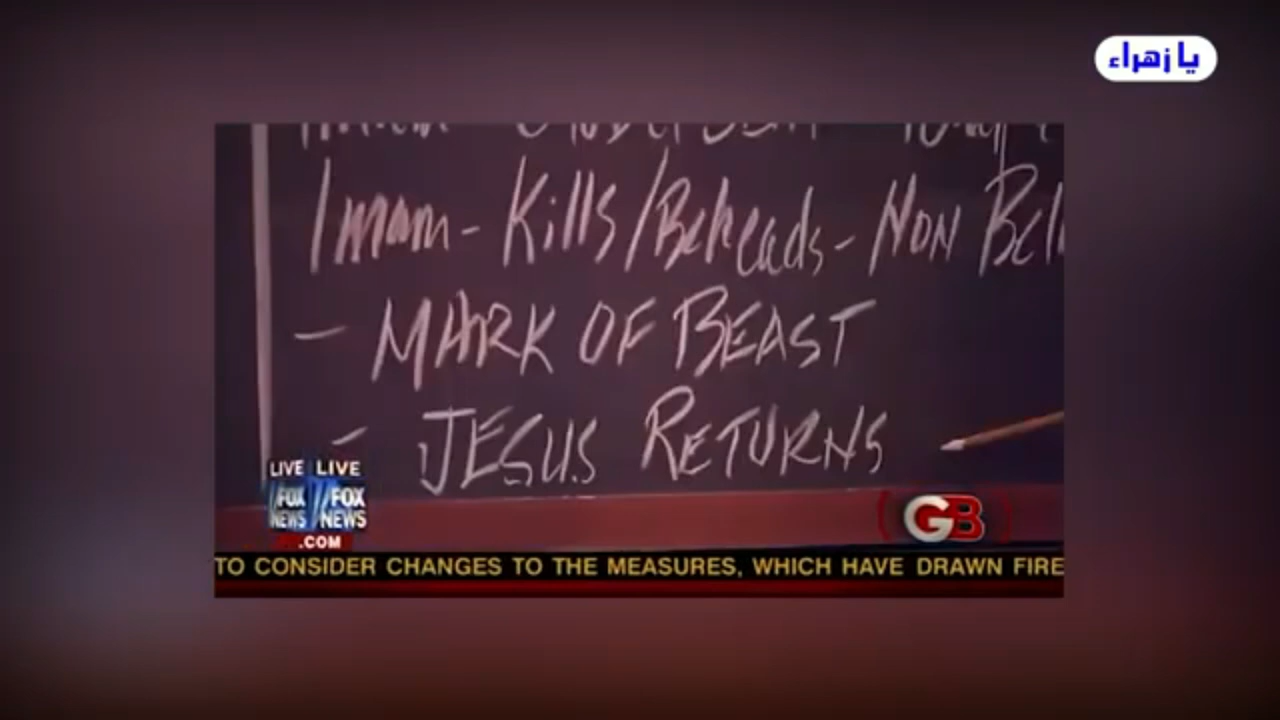 يا زهراء
Imam - Kills/Beheads - Non
- MARK OF BEAST
- JESUS RETURNS
LIVE LIVE
FOX FOX
NEWS NEWS
.COM
GB
TO CONSIDER CHANGES TO THE MEASURES, WHICH HAVE DRAWN FIRE